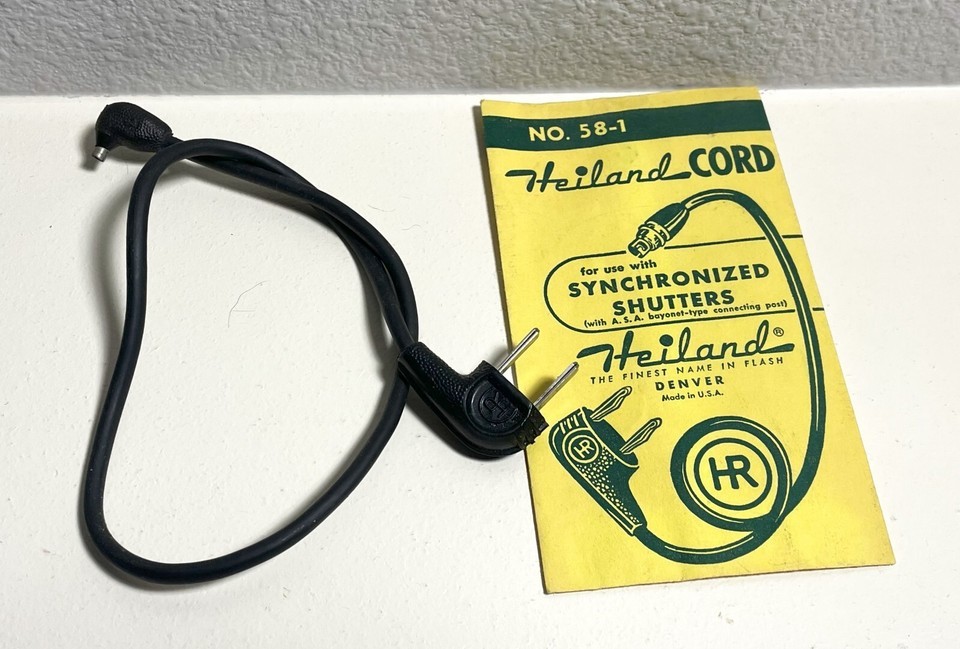 NO. 58-1
Heiland CORD
for use with
SYNCHRONIZED
SHUTTERS
(with A.S.A. bayonet-type connecting post)
Heiland®
THE FINEST NAME IN FLASH
DENVER
Made in U.S.A.
HR
HR
HR